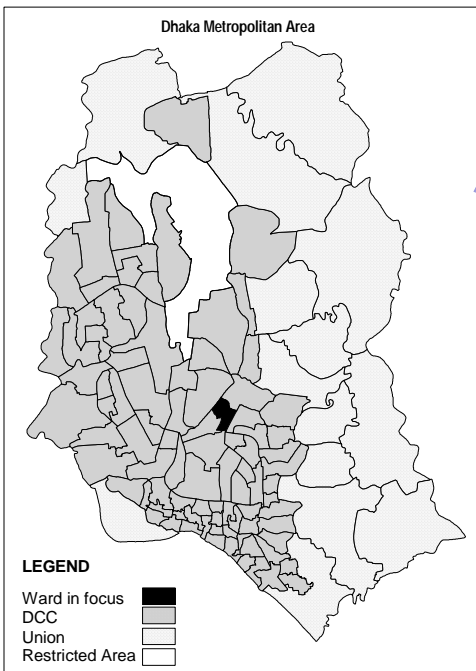 Dhaka Metropolitan Area
LEGEND
Ward in focus
DCC
Union
Restricted Area